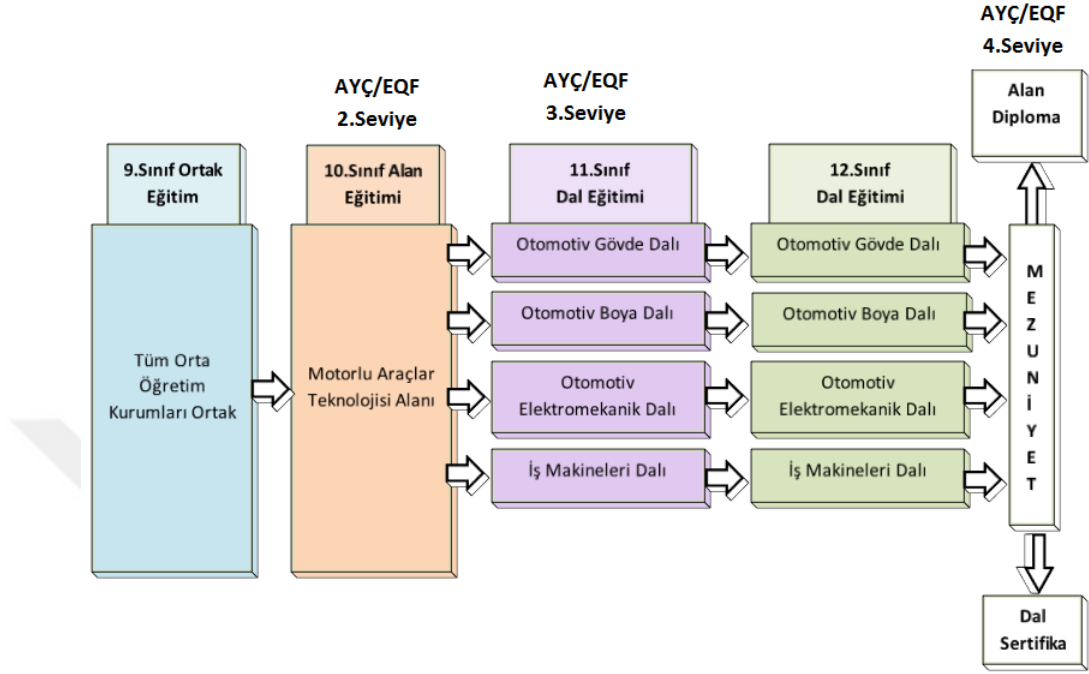 AYÇ/EQF
4.Seviye
Alan
Diploma
AYÇ/EQF
2.Seviye
AYÇ/EQF
3.Seviye
9.Sınıf Ortak
Eğitim
10.Sınıf Alan
Eğitimi
11.Sınıf
Dal Eğitimi
12.Sınıf
Dal Eğitimi
Tüm Orta
Öğretim
Kurumları Ortak
Motorlu Araçlar
Teknolojisi Alanı
Otomotiv Gövde Dalı
Otomotiv Gövde Dalı
Otomotiv Boya Dalı
Otomotiv Boya Dalı
Otomotiv
Elektromekanik Dalı
Otomotiv
Elektromekanik Dalı
İş Makineleri Dalı
İş Makineleri Dalı
M
E
Z
U
N
İ
Y
E
T
Dal
Sertifika